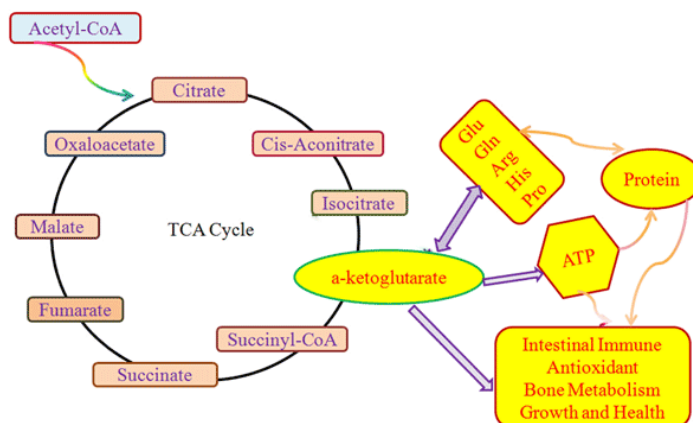 Acetyl-CoA
Citrate
Oxaloacetate
Cis-Aconitrate
Isocitrate
Malate
TCA Cycle
a-ketoglutarate
Fumarate
Succinyl-CoA
Succinate
Glu
Gln
Arg
His
Pro
Protein
ATP
Intestinal Immune
Antioxidant
Bone Metabolism
Growth and Health